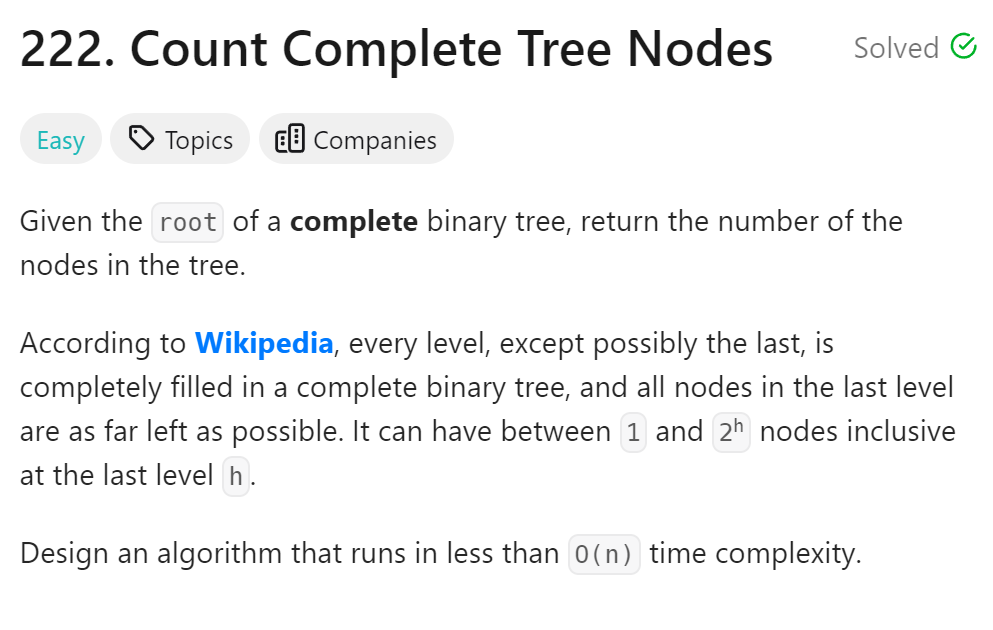 222. Count Complete Tree Nodes
Solved
Easy
Topics
Companies
Given the root of a complete binary tree, return the number of the
nodes in the tree.
According to Wikipedia, every level, except possibly the last, is
completely filled in a complete binary tree, and all nodes in the last level
are as far left as possible. It can have between 1 and 2ʰ nodes inclusive
at the last level h.
Design an algorithm that runs in less than O(n) time complexity.